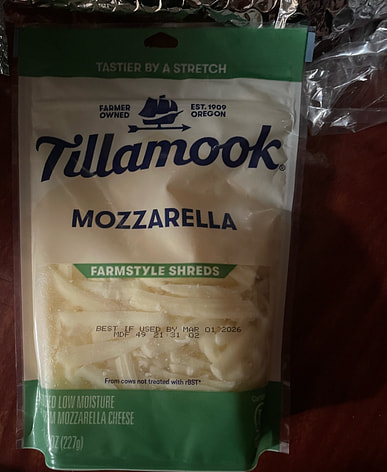 TASTIER BY A STRETCH
FARMER OWNED
EST. 1909 OREGON
Tillamook®
MOZZARELLA
FARMSTYLE SHREDS
BEST IF USED BY MAR 01 2026
MDF 49 21:31 02
From cows not treated with rBST*
LOW MOISTURE
MOZZARELLA CHEESE
(227g)